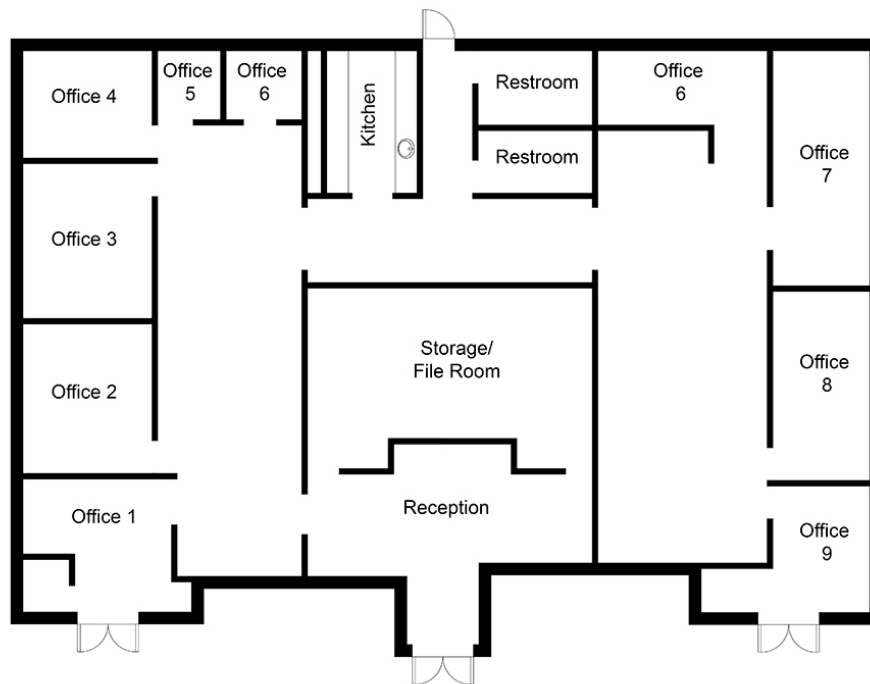 Office 4
Office
5
Office
6
Kitchen
Restroom
Restroom
Office
6
Office
7
Office 3
Office 2
Storage/
File Room
Office
8
Office 1
Reception
Office
9